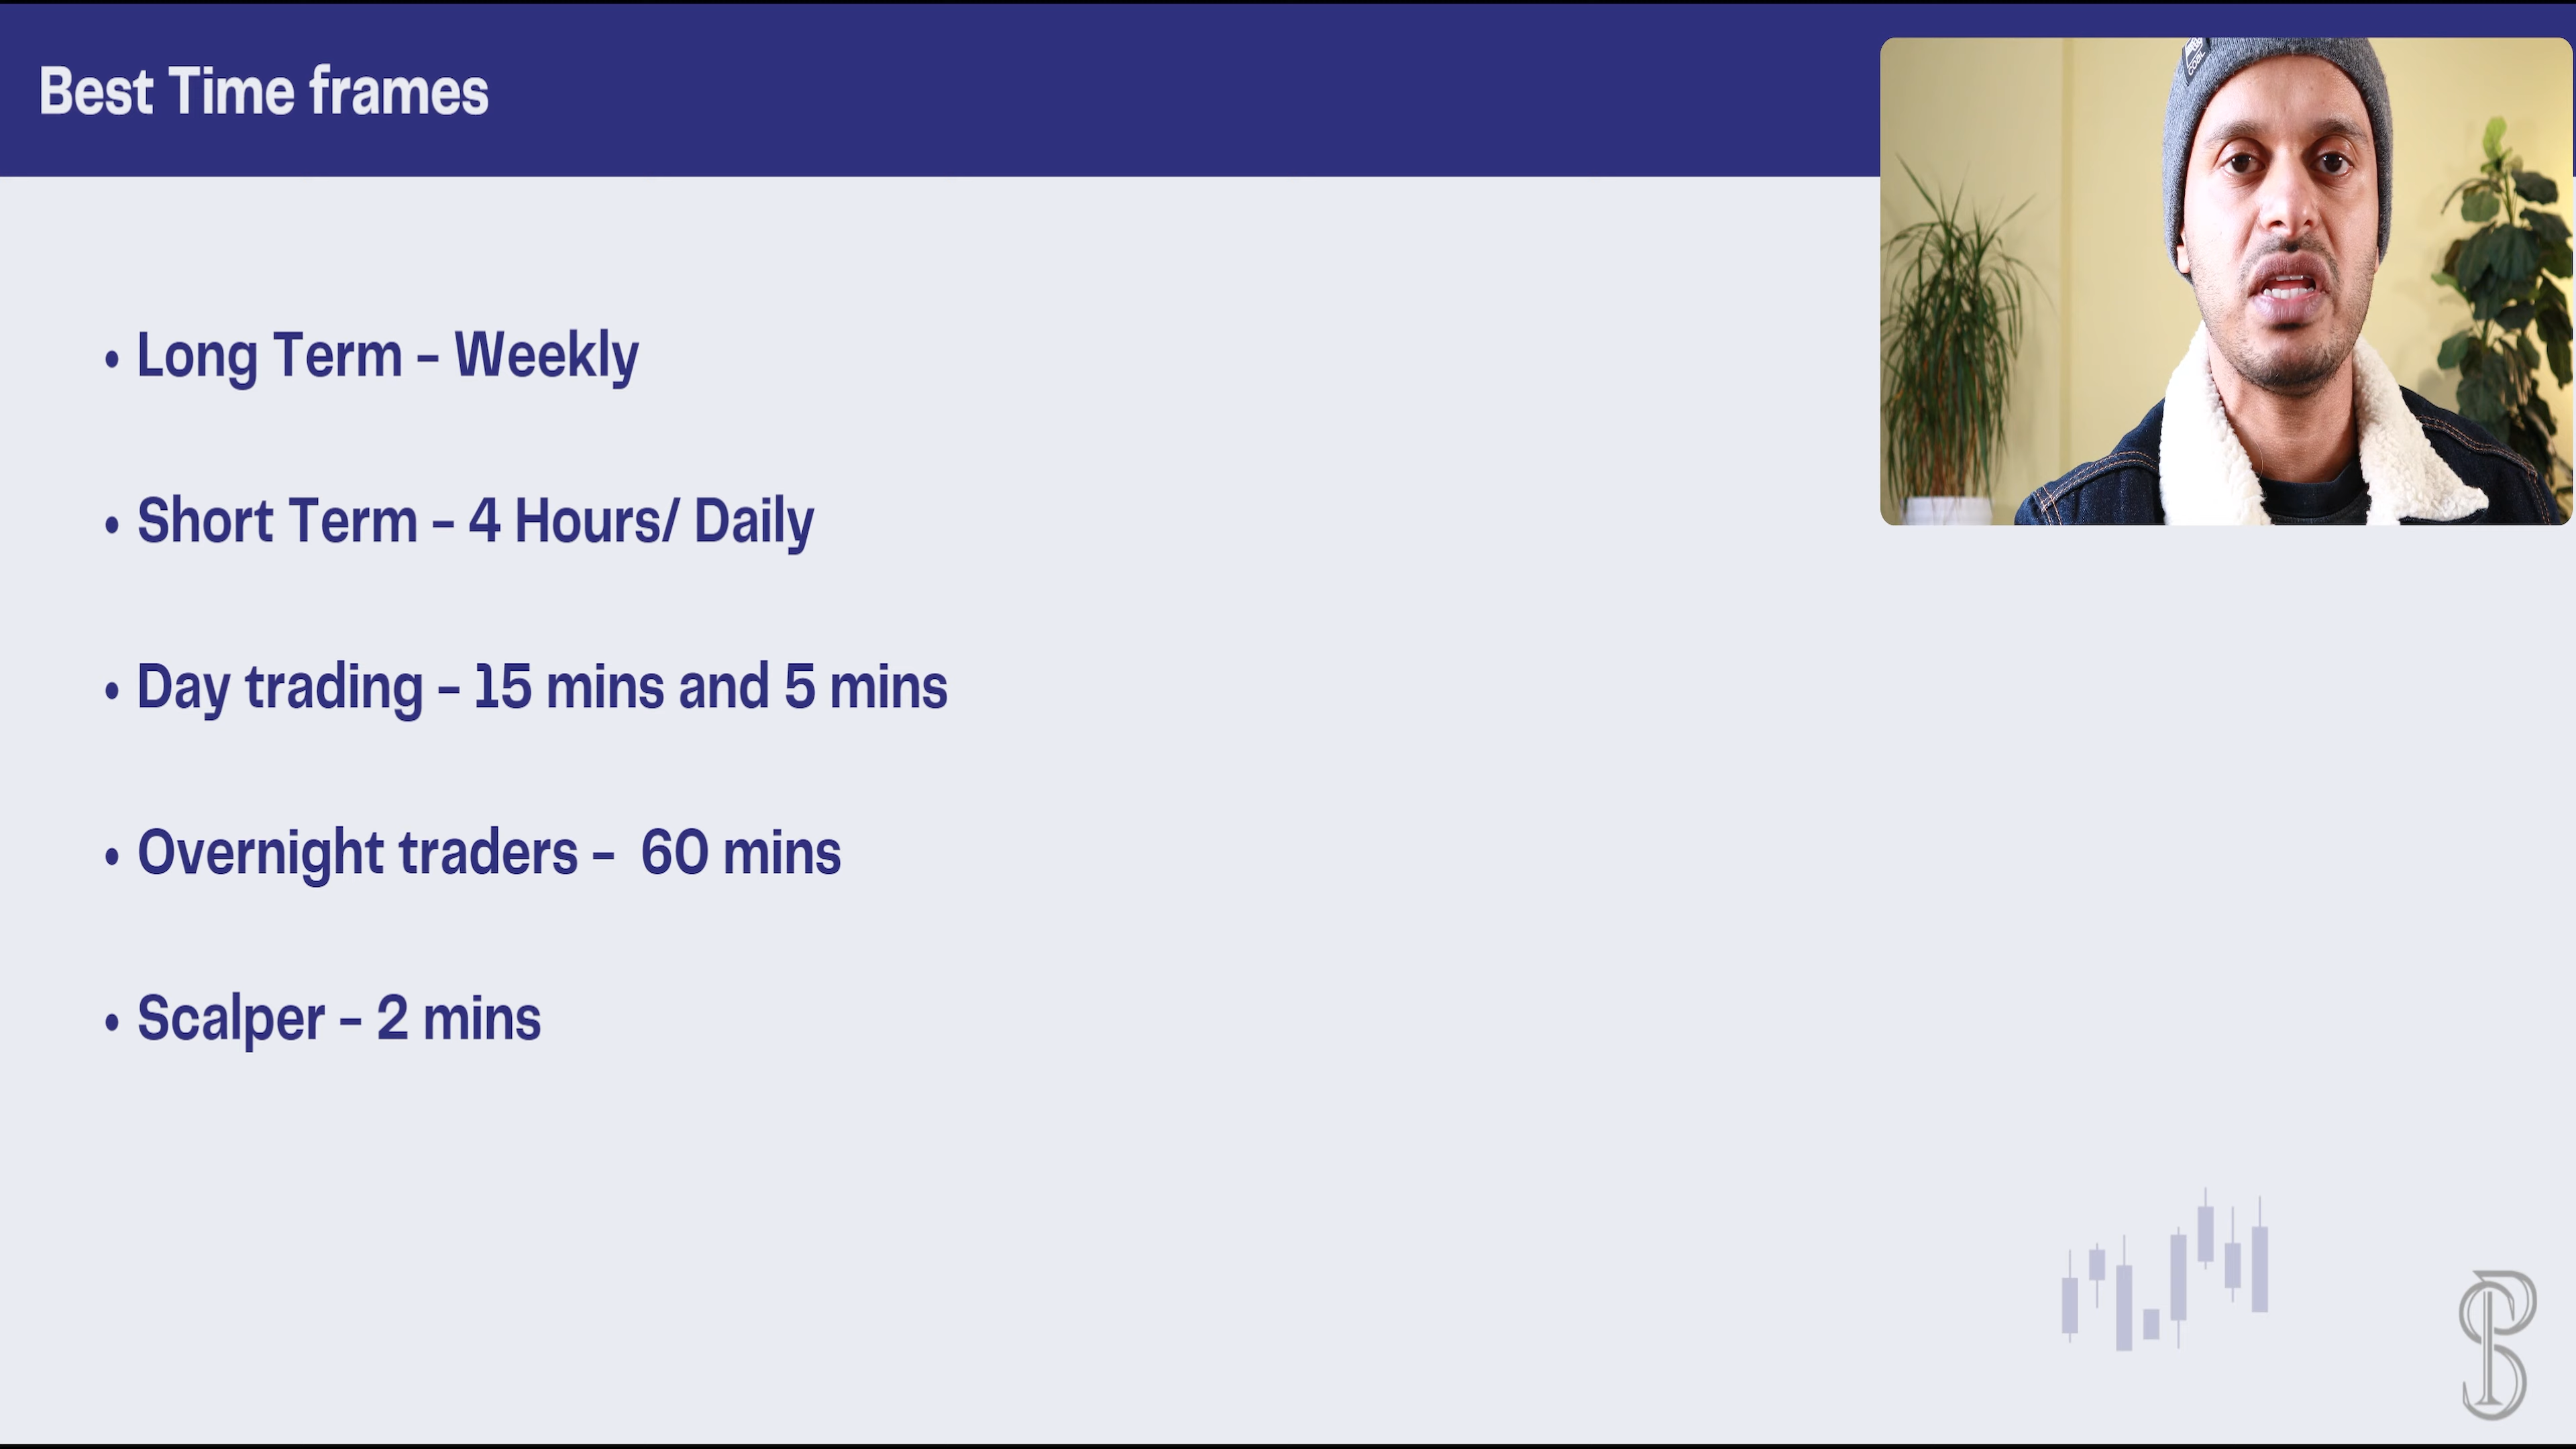 Best Time frames
COOL
• Long Term – Weekly
• Short Term – 4 Hours/ Daily
• Day trading – 15 mins and 5 mins
• Overnight traders –  60 mins
• Scalper – 2 mins